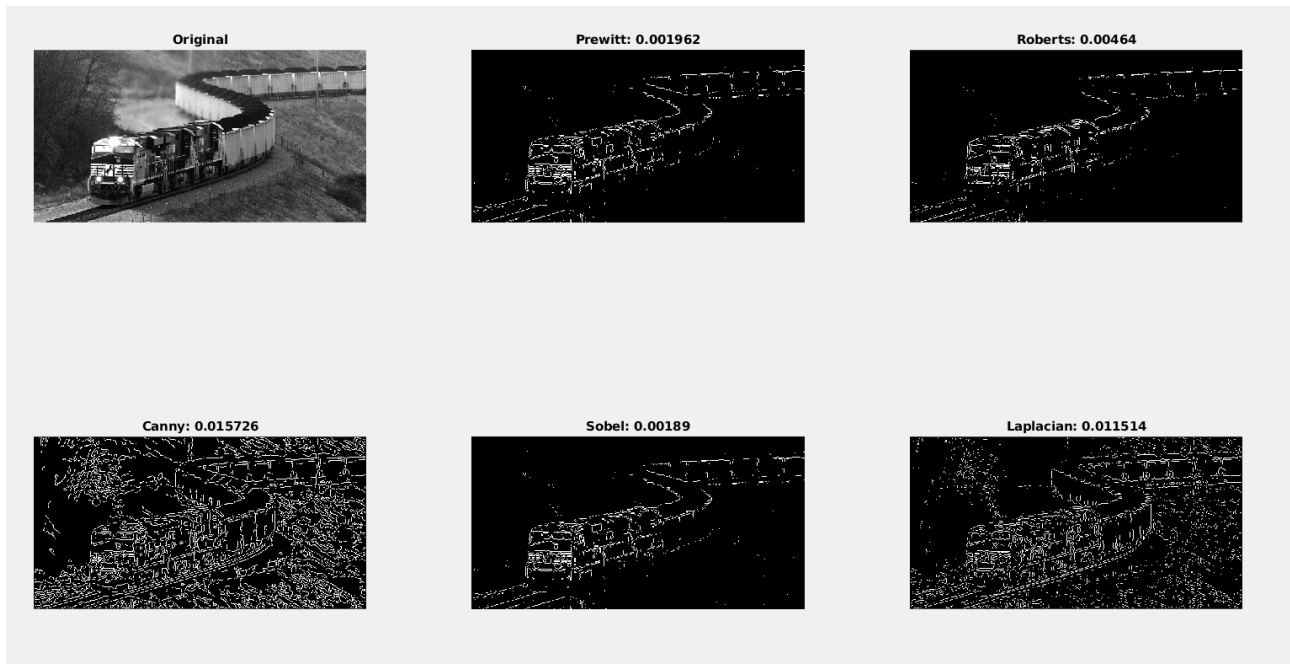 Original
Prewitt: 0.001962
Roberts: 0.00464
Canny: 0.015726
Sobel: 0.00189
Laplacian: 0.011514